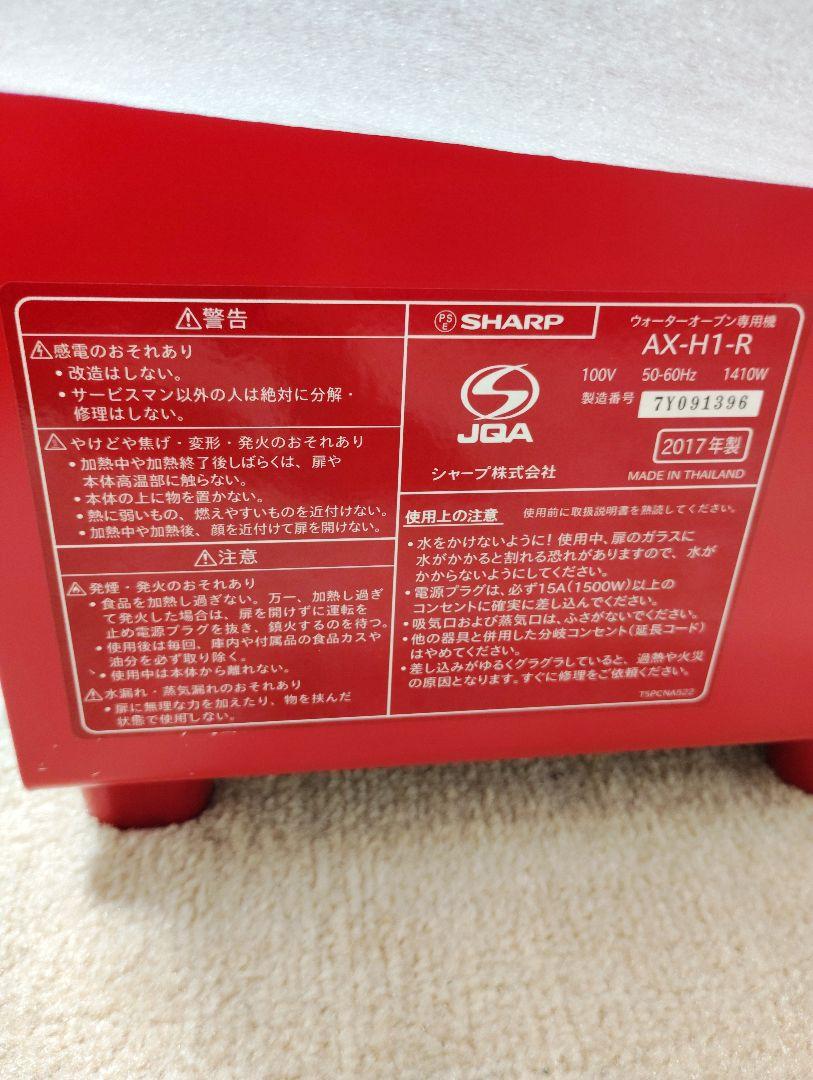 ⚠警告
⚠感電のおそれあり
・改造はしない。
・サービスマン以外の人は絶対に分解・
修理はしない。
⚠やけどや焦げ・変形・発火のおそれあり
・加熱中や加熱終了後しばらくは、扉や
本体高温部に触らない。
・本体の上に物を置かない。
・熱に弱いもの、燃えやすいものを近付けない。
・加熱中や加熱後、顔を近付けて扉を開けない。
⚠注意
発煙・発火のおそれあり
・食品を加熱し過ぎない。万一、加熱し過ぎ
て発火した場合は、扉を開けずに運転を
止め電源プラグを抜き、鎮火するのを待つ。
・使用後は毎回、庫内や付属品の食品カスや
油分を必ず取り除く。
・使用中は本体から離れない。
⚠水漏れ・蒸気漏れのおそれあり
・扉に無理な力を加えたり、物を挟んだ
状態で使用しない。
PSE SHARP
JQA
シャープ株式会社
ウォーターオーブン専用機
AX-H1-R
100V 50-60Hz 1410W
製造番号 7Y091396
2017年製
MADE IN THAILAND
使用上の注意 使用前に取扱説明書を熟読してください。
・水をかけないように!使用中、扉のガラスに
水がかかると割れる恐れがありますので、水が
かからないようにしてください。
・電源プラグは、必ず15A(1500W)以上の
コンセントに確実に差し込んでください。
・吸気口および蒸気口は、ふさがないでください。
・他の器具と併用した分岐コンセント(延長コード)
はやめてください。
・差し込みがゆるくグラグラしていると、過熱や火災
の原因となります。すぐに修理をご依頼ください。
TSPCNA522